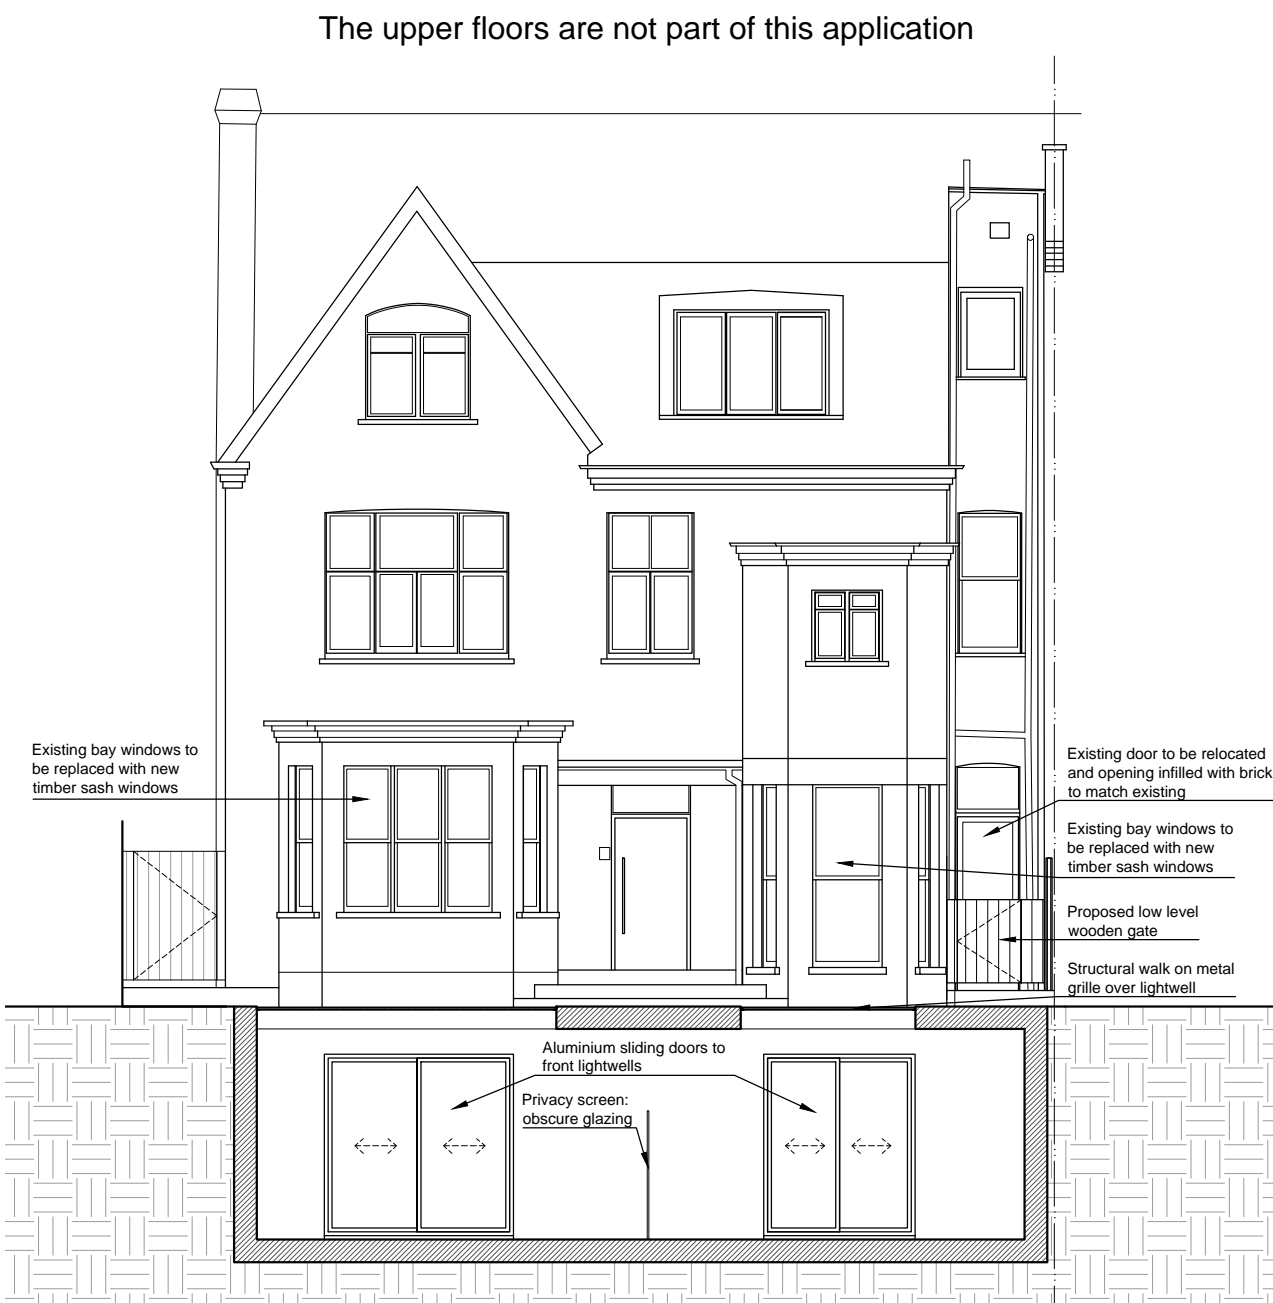 The upper floors are not part of this application
Existing bay windows to
be replaced with new
timber sash windows
Existing door to be relocated
and opening infilled with brick
to match existing
Existing bay windows to
be replaced with new
timber sash windows
Proposed low level
wooden gate
Structural walk on metal
grille over lightwell
Aluminium sliding doors to
front lightwells
Privacy screen:
obscure glazing